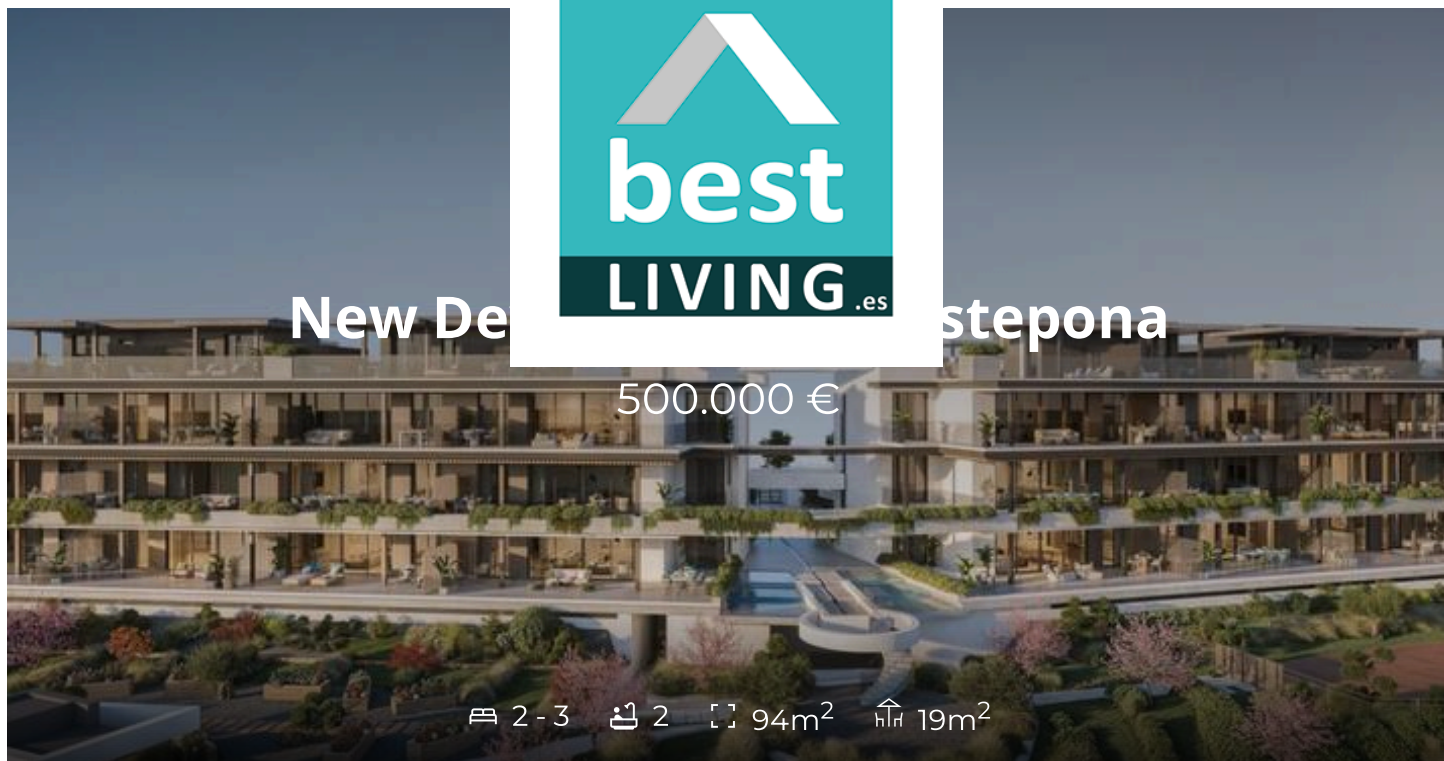 best
LIVING.es
New De stepona
500.000 €
2 - 3 2 94m² 19m²